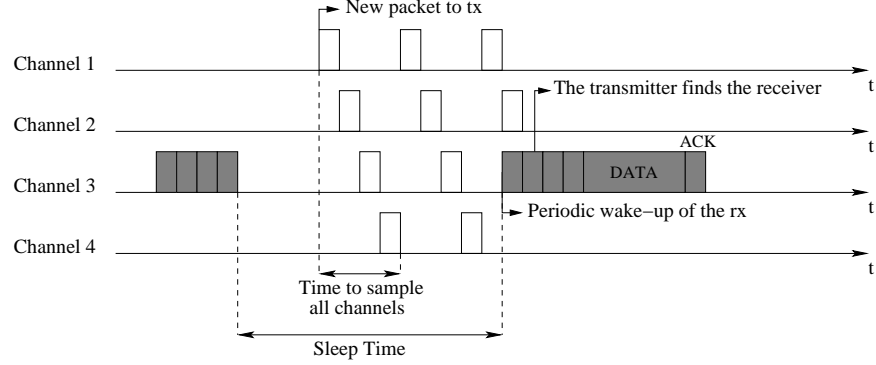 New packet to tx
Channel 1
t
The transmitter finds the receiver
Channel 2
t
ACK
Channel 3
DATA
t
Periodic wake−up of the rx
Channel 4
t
Time to sample
all channels
Sleep Time